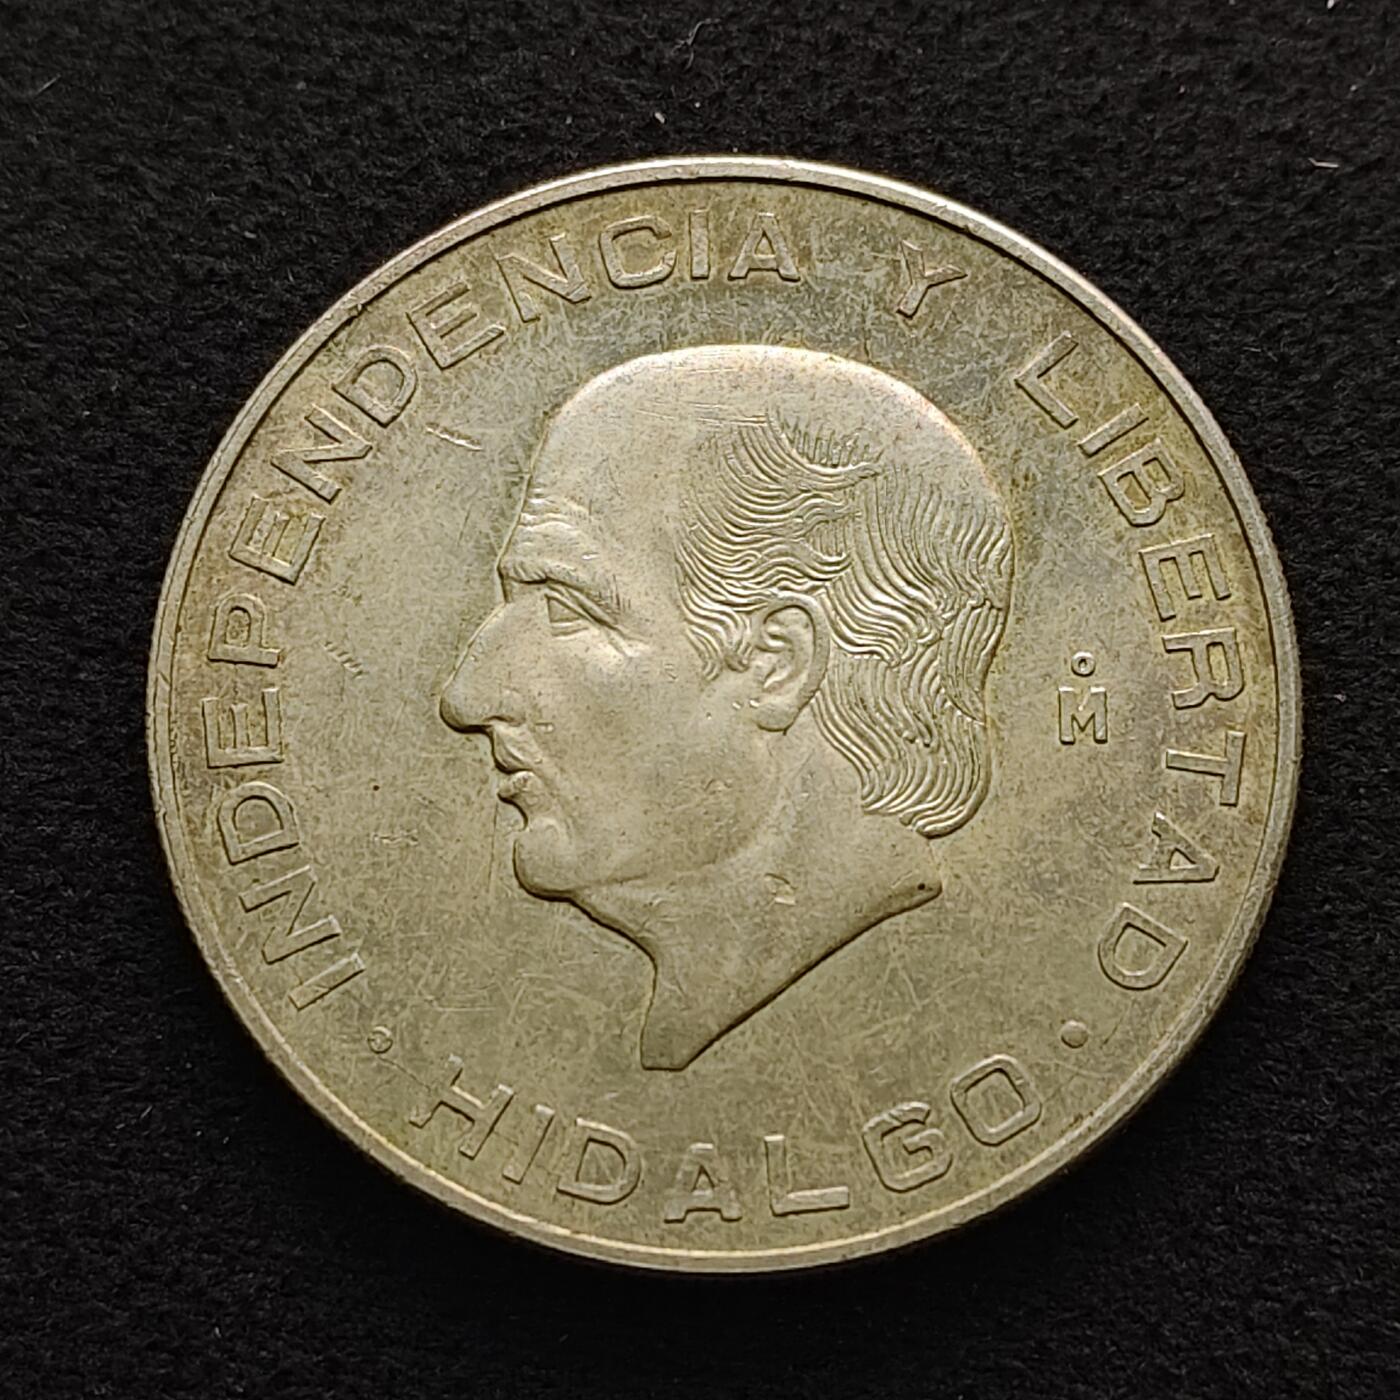 INDEPENDENCIA Y LIBERTAD
Mo
• HIDALGO •